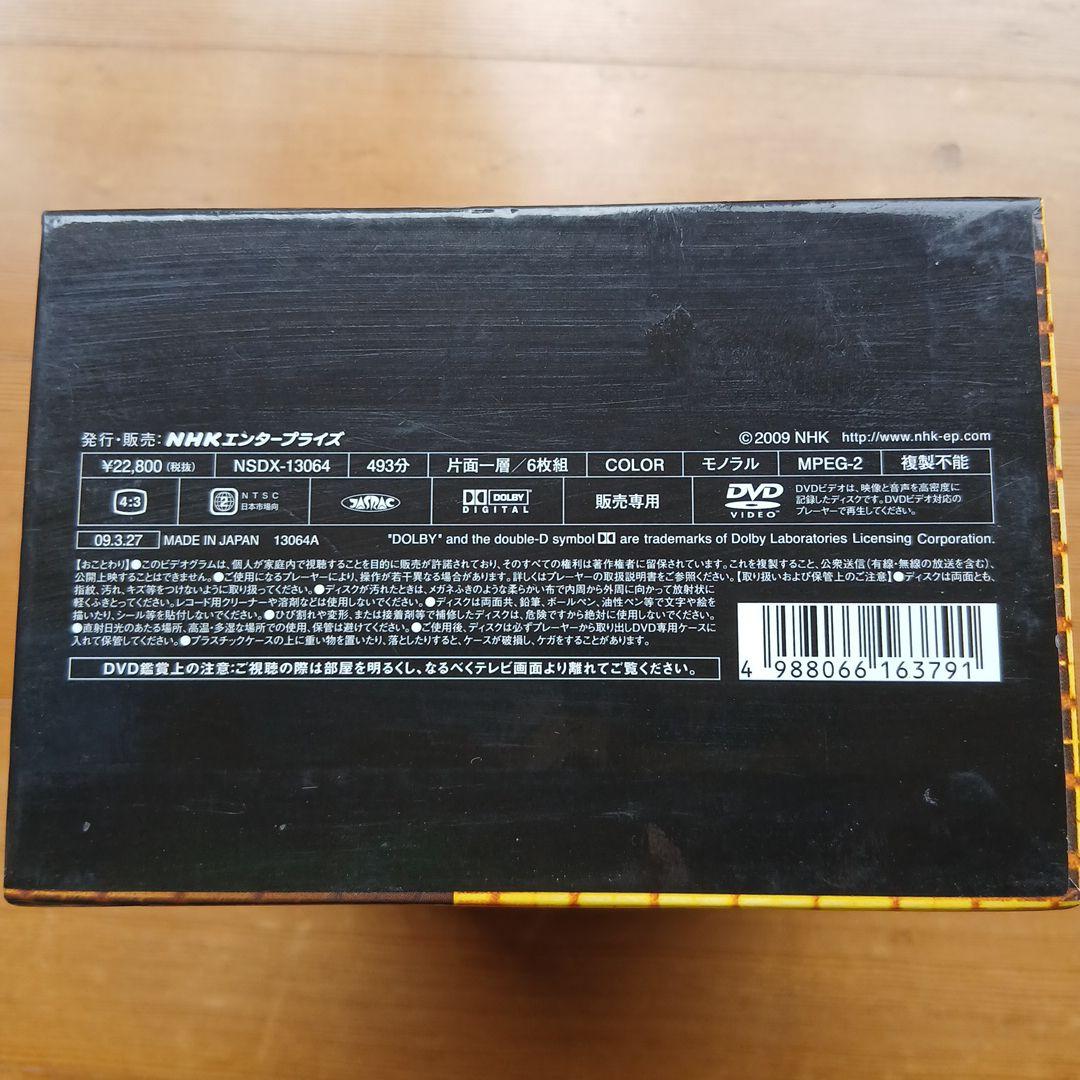 発行・販売: NHKエンタープライズ ©2009 NHK http://www.nhk-ep.com
¥22,800(税抜) NSDX-13064 493分 片面一層/6枚組 COLOR モノラル MPEG-2 複製不能
4:3 2 NTSC 日本市場向 JASRAC DOLBY DIGITAL 販売専用 DVD VIDEO DVDビデオは、映像と音声を高密度に
記録したディスクです。DVDビデオ対応の
プレーヤーで再生してください。
09.3.27 MADE IN JAPAN 13064A "DOLBY" and the double-D symbol are trademarks of Dolby Laboratories Licensing Corporation.
【おことわり】●このビデオグラムは、個人が家庭内で視聴することを目的に販売が許諾されており、そのすべての権利は著作権者に留保されています。これを複製すること、公衆送信(有線・無線の放送を含む)、
公開上映することはできません。●ご使用になるプレーヤーにより、操作が若干異なる場合があります。詳しくはプレーヤーの取扱説明書をご参照ください。【取り扱いおよび保管上のご注意】●ディスクは両面とも、
指紋、汚れ、キズ等をつけないように取り扱ってください。●ディスクが汚れたときは、メガネふきのような柔らかい布で内周から外周に向かって放射状に
軽くふきとってください。レコード用クリーナーや溶剤などは使用しないでください。●ディスクは両面共、鉛筆、ボールペン、油性ペン等で文字や絵を
描いたり、シール等を貼付しないでください。●ひび割れや変形、または接着剤等で補修したディスクは、危険ですから絶対に使用しないでください。
●直射日光のあたる場所、高温・多湿な場所での使用、保管は避けてください。●ご使用後、ディスクは必ずプレーヤーから取り出しDVD専用ケースに
入れて保管してください。●プラスチックケースの上に重い物を置いたり、落としたりすると、ケースが破損し、ケガをすることがあります。
DVD鑑賞上の注意:ご視聴の際は部屋を明るくし、なるべくテレビ画面より離れてご覧ください。
4 988066 163791